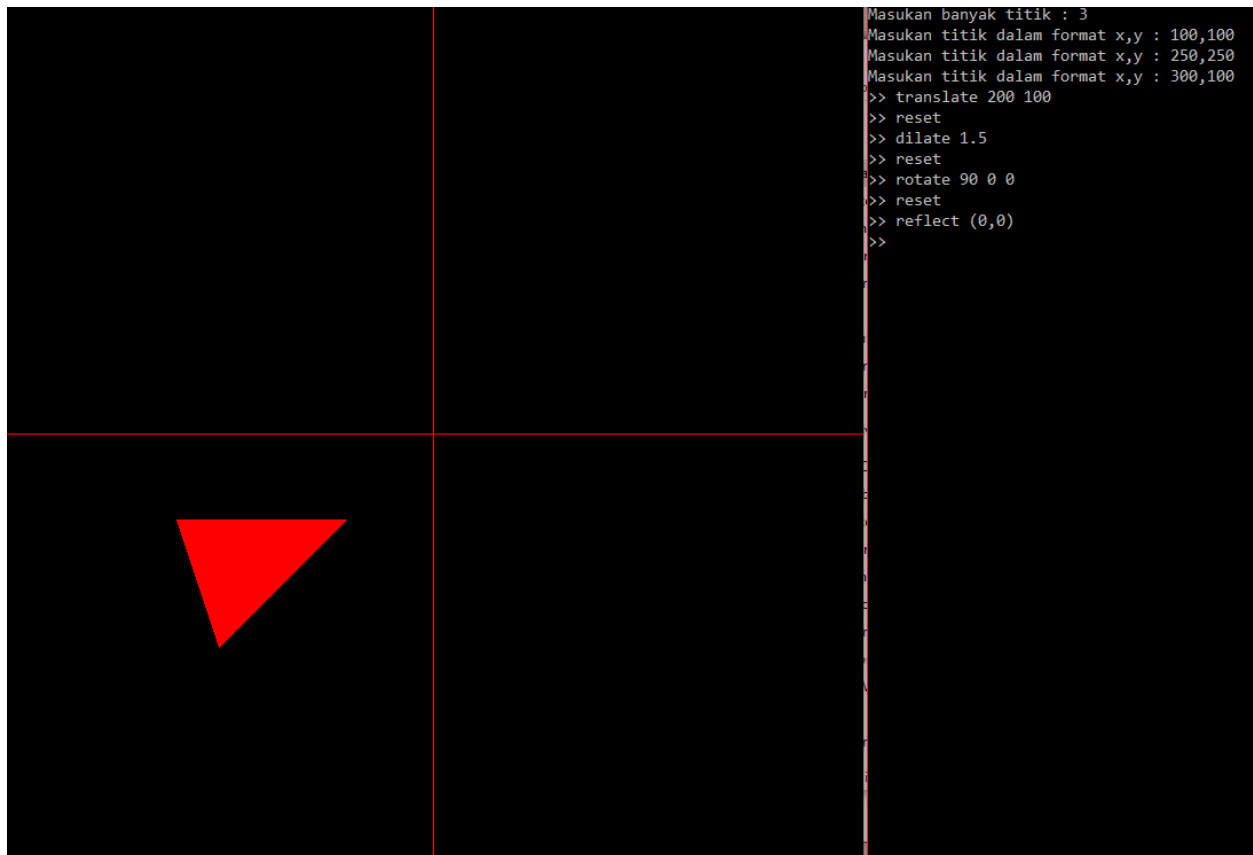 Masukan banyak titik : 3
Masukan titik dalam format x,y : 100,100
Masukan titik dalam format x,y : 250,250
Masukan titik dalam format x,y : 300,100
>> translate 200 100
>> reset
>> dilate 1.5
>> reset
>> rotate 90 0 0
>> reset
>> reflect (0,0)
>>